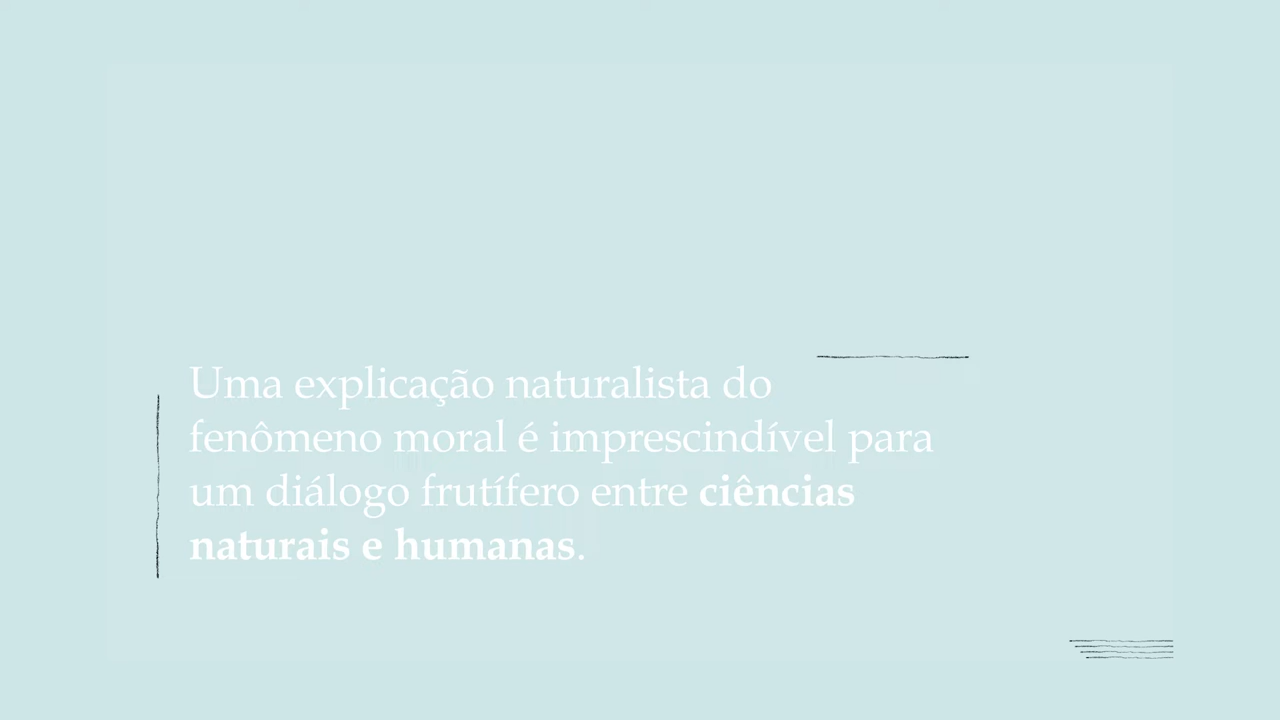 Uma explicação naturalista do
fenômeno moral é imprescindível para
um diálogo frutífero entre ciências
naturais e humanas.